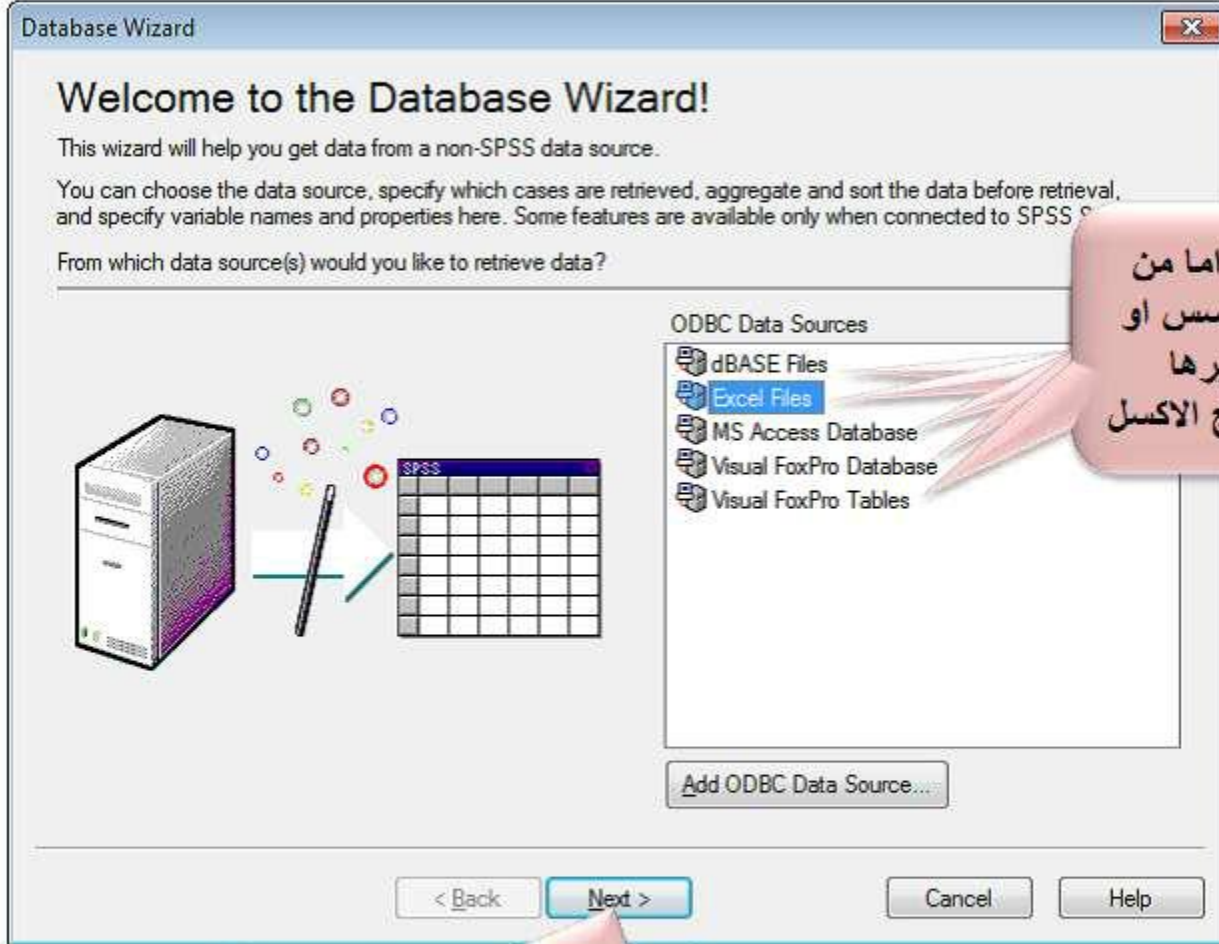 Database Wizard
Welcome to the Database Wizard!
This wizard will help you get data from a non-SPSS data source.
You can choose the data source, specify which cases are retrieved, aggregate and sort the data before retrieval,
and specify variable names and properties here. Some features are available only when connected to SPSS
From which data source(s) would you like to retrieve data?
SPSS
ODBC Data Sources
dBASE Files
Excel Files
MS Access Database
Visual FoxPro Database
Visual FoxPro Tables
اما من
او
الاكسل
Add ODBC Data Source...
< Back
Next >
Cancel
Help